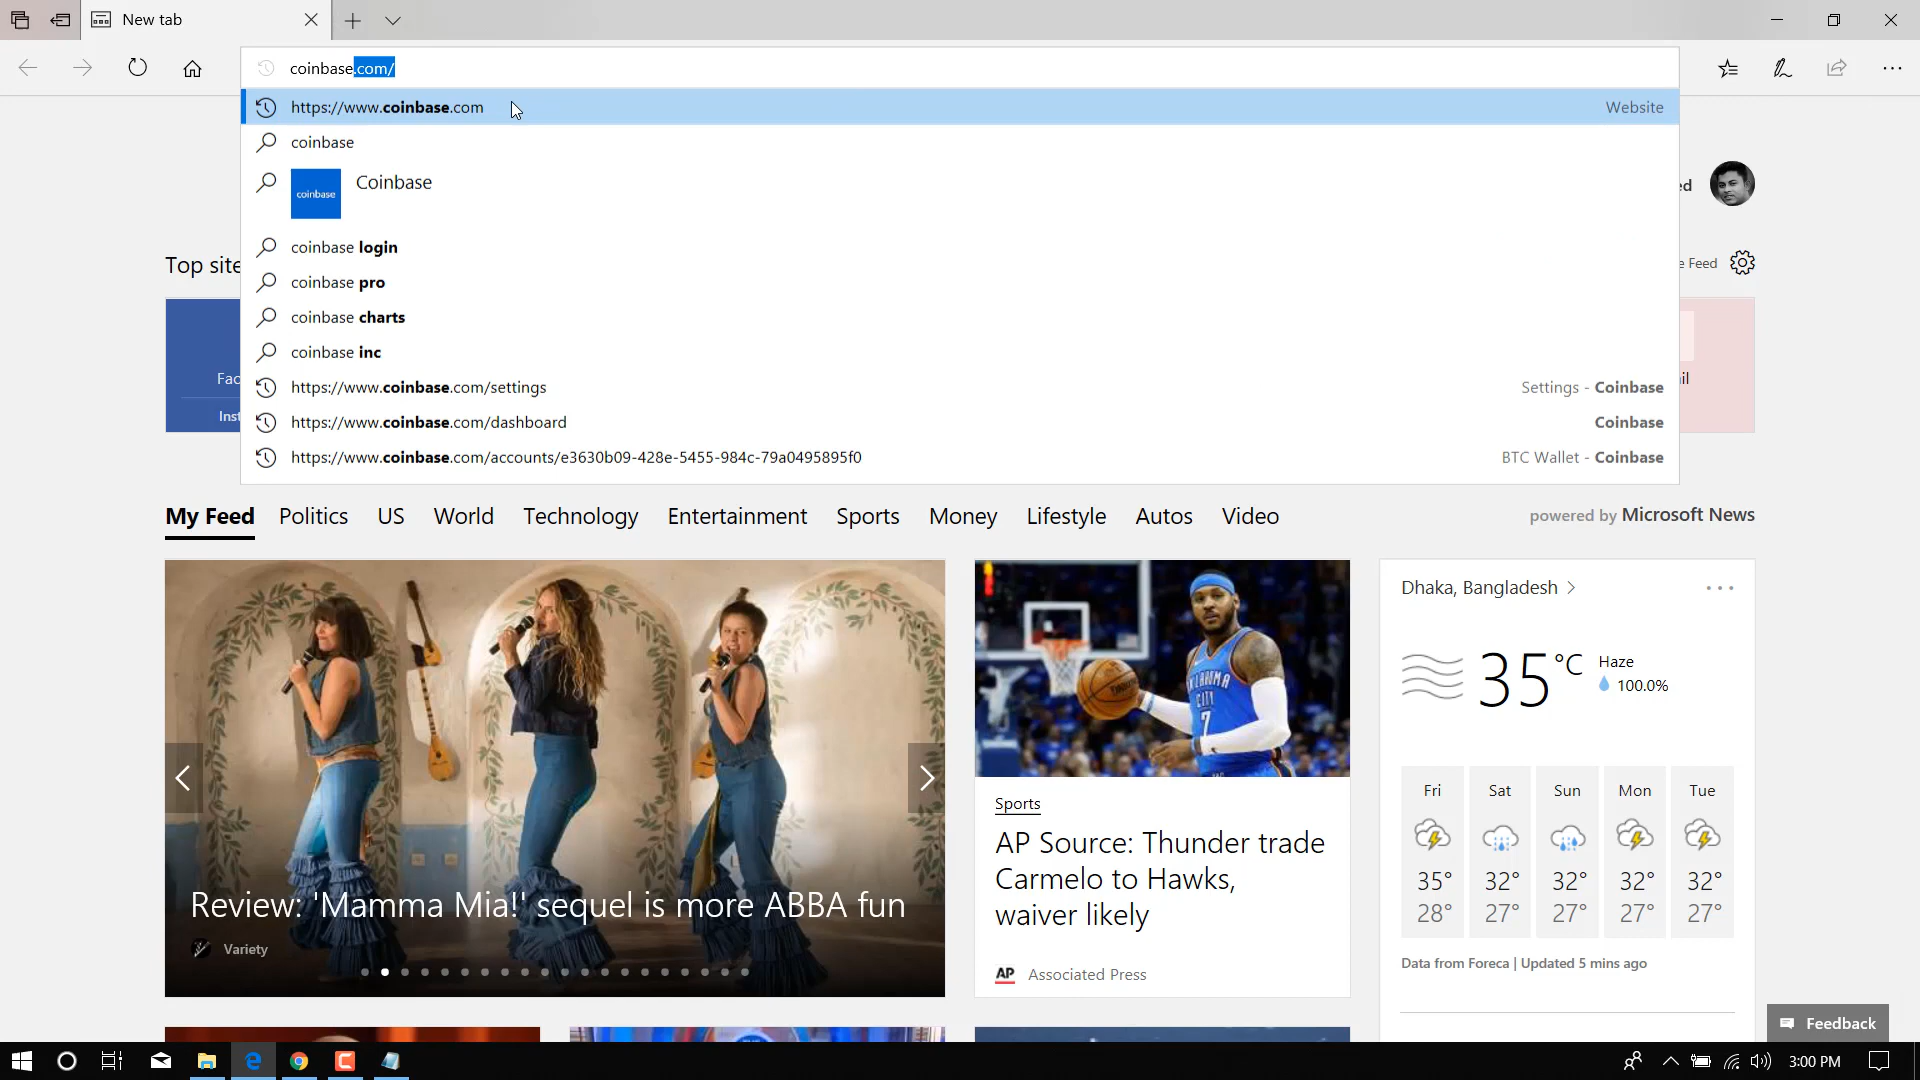 New tab
coinbase.com/
https://www.coinbase.com Website
coinbase
coinbase Coinbase
coinbase login
coinbase pro
coinbase charts
coinbase inc
https://www.coinbase.com/settings Settings - Coinbase
https://www.coinbase.com/dashboard Coinbase
https://www.coinbase.com/accounts/e3630b09-428e-5455-984c-79a0495895f0 BTC Wallet - Coinbase
ed
Top site
e Feed
Fac
il
Inst
My Feed Politics US World Technology Entertainment Sports Money Lifestyle Autos Video
powered by Microsoft News
Review: 'Mamma Mia!' sequel is more ABBA fun
Variety
OKLAHOMA
CITY
7
Sports
AP Source: Thunder trade
Carmelo to Hawks,
waiver likely
AP Associated Press
Dhaka, Bangladesh
35 °C Haze
100.0%
Fri Sat Sun Mon Tue
35° 32° 32° 32° 32°
28° 27° 27° 27° 27°
Data from Foreca | Updated 5 mins ago
Feedback
3:00 PM